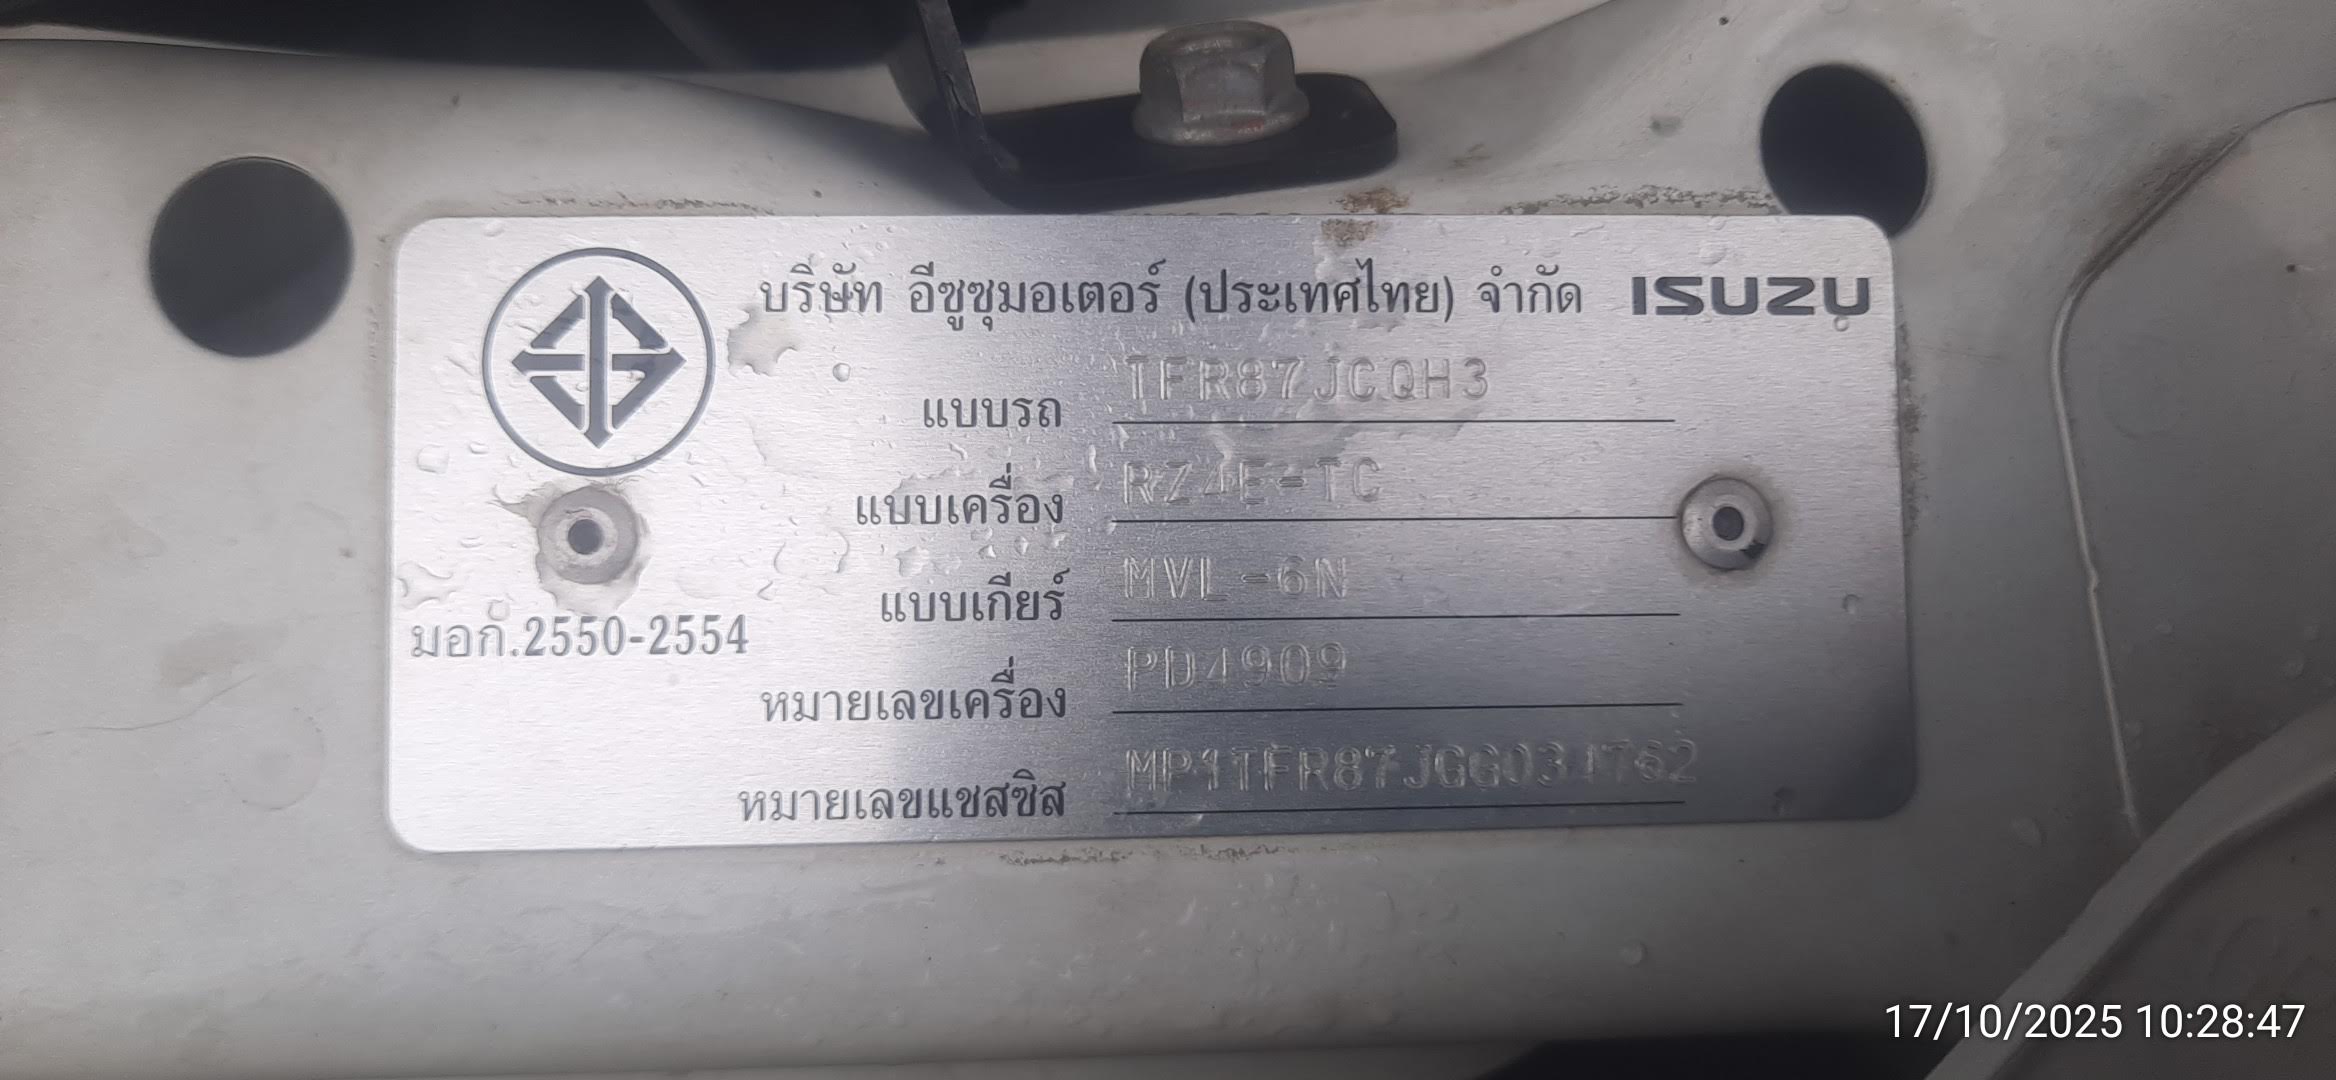 บริษัท อีซูซุมอเตอร์ (ประเทศไทย) จำกัด ISUZU
แบบรถ TFR87JCQH3
แบบเครื่อง RZ4E-TC
แบบเกียร์ MVL-6N
มอก.2550-2554
หมายเลขเครื่อง PD4909
หมายเลขแชสซิส
17/10/2025 10:28:47